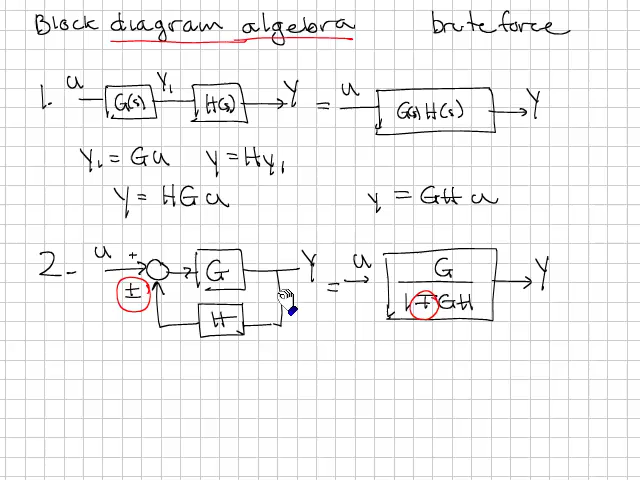 Block diagram algebra brute force
1. u G(s) Y₁ H(s) Y = u G(s) H(s) Y
Y₁ = Gu Y = HY₁
Y = HGu Y = GHu
2- u + ± G H Y = u G / 1 ∓ GH Y